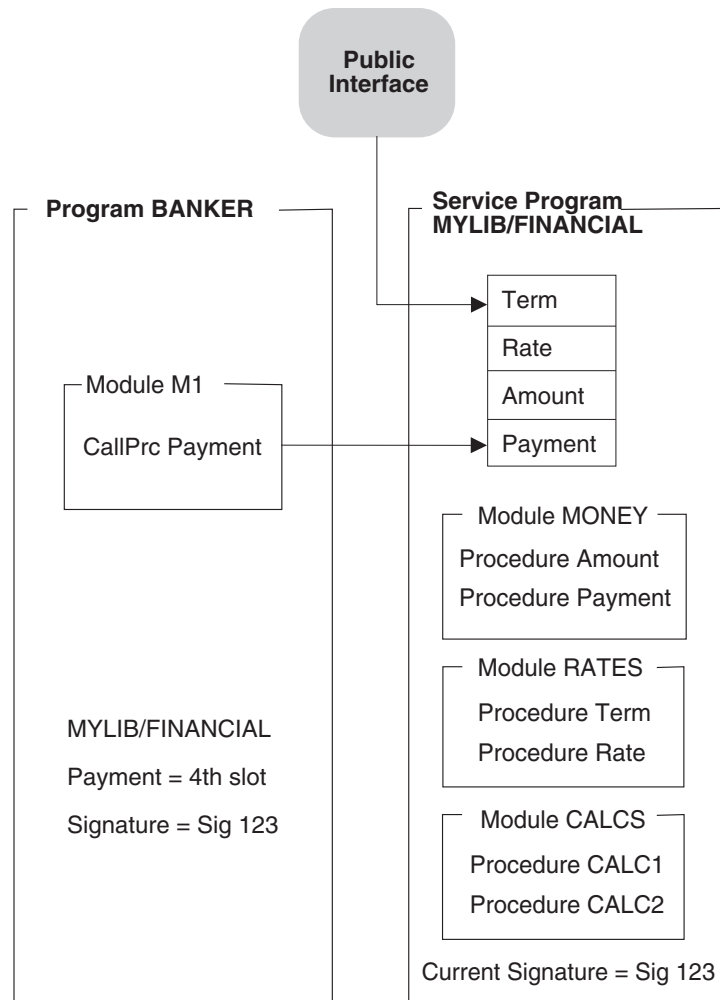 Public
Interface
Program BANKER
Service Program
MYLIB/FINANCIAL
Term
Rate
Amount
Payment
Module M1
CallPrc Payment
Module MONEY
Procedure Amount
Procedure Payment
Module RATES
Procedure Term
Procedure Rate
MYLIB/FINANCIAL
Payment = 4th slot
Signature = Sig 123
Module CALCS
Procedure CALC1
Procedure CALC2
Current Signature = Sig 123